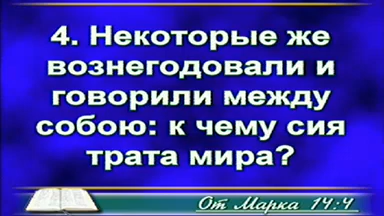 4. Некоторые же
вознегодовали и
говорили между
собою: к чему сия
трата мира?
От Марка 14:4